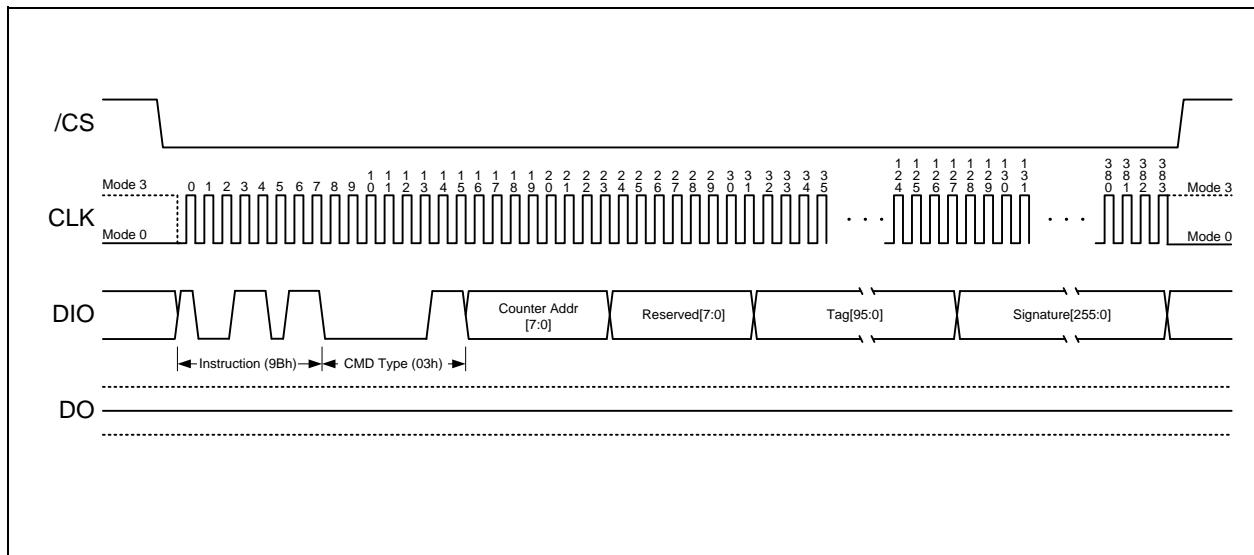 /CS
Mode 3
CLK
Mode 0
0 1 2 3 4 5 6 7 8 9 10 11 12 13 14 15 16 17 18 19 20 21 22 23 24 25 26 27 28 29 30 31 32 33 34 35
. . .
124 125 126 127 128 129 130 131
. . .
380 381 382 383
Mode 3
Mode 0
DIO
Counter Addr
[7:0]
Reserved[7:0]
Tag[95:0]
Signature[255:0]
Instruction (9Bh)
CMD Type (03h)
DO